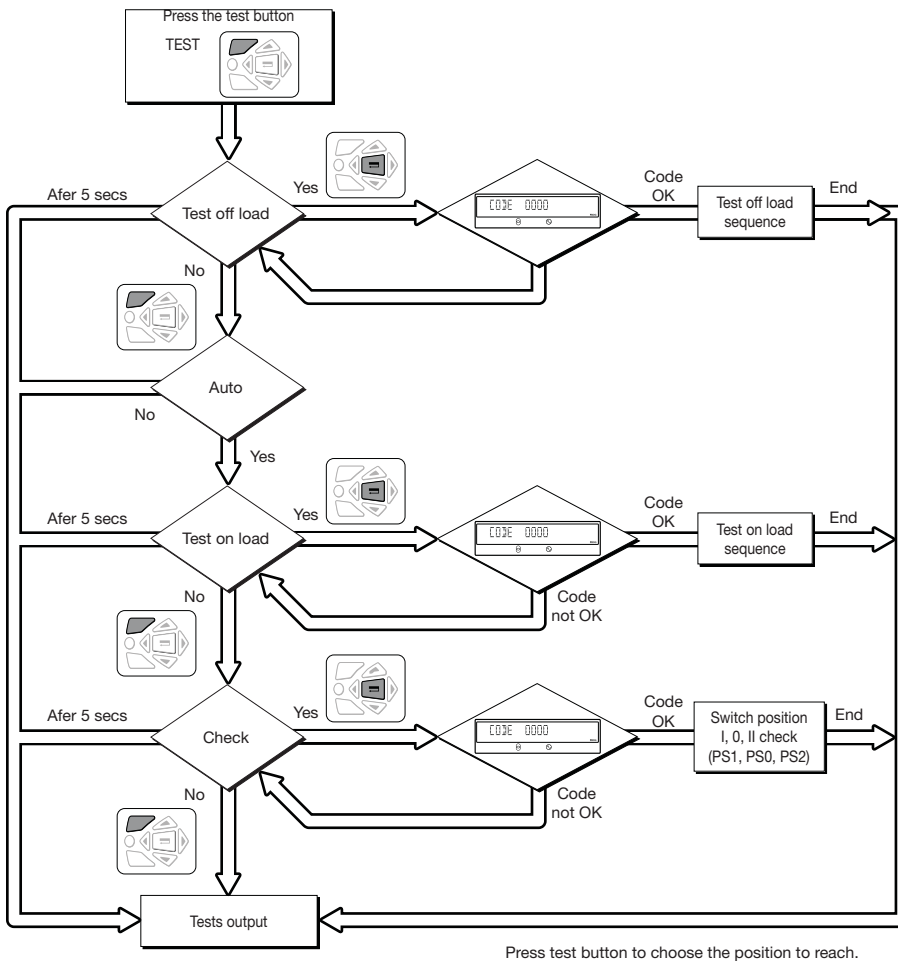 Press the test button
TEST
Afer 5 secs
Test off load
Yes
CODE 0000
Code
OK
Test off load
sequence
End
No
Auto
No
Yes
Afer 5 secs
Test on load
Yes
CODE 0000
Code
OK
Test on load
sequence
End
No
Code
not OK
Afer 5 secs
Check
Yes
CODE 0000
Code
OK
Switch position
I, 0, II check
(PS1, PS0, PS2)
End
No
Code
not OK
Tests output
Press test button to choose the position to reach.